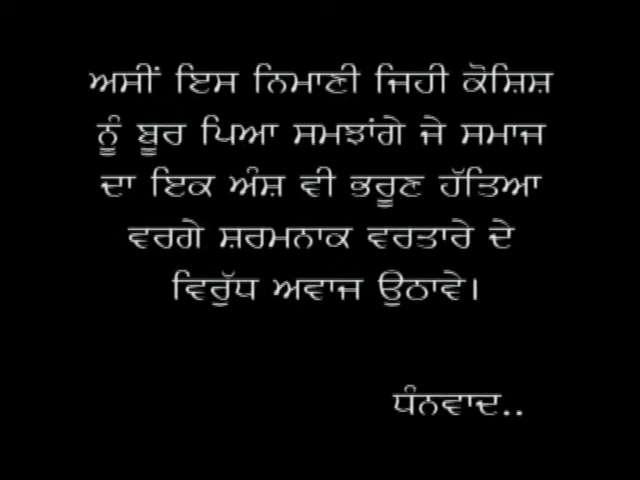 ਅਸੀਂ ਇਸ ਨਿਮਾਣੀ ਜਿਹੀ ਕੋਸ਼ਿਸ਼
ਨੂੰ ਬੂਰ ਪਿਆ ਸਮਝਾਂਗੇ ਜੇ ਸਮਾਜ
ਦਾ ਇਕ ਅੰਸ਼ ਵੀ ਭਰੂਣ ਹੱਤਿਆ
ਵਰਗੇ ਸ਼ਰਮਨਾਕ ਵਰਤਾਰੇ ਦੇ
ਵਿਰੁੱਧ ਅਵਾਜ ਉਠਾਵੇ।
ਧੰਨਵਾਦ..